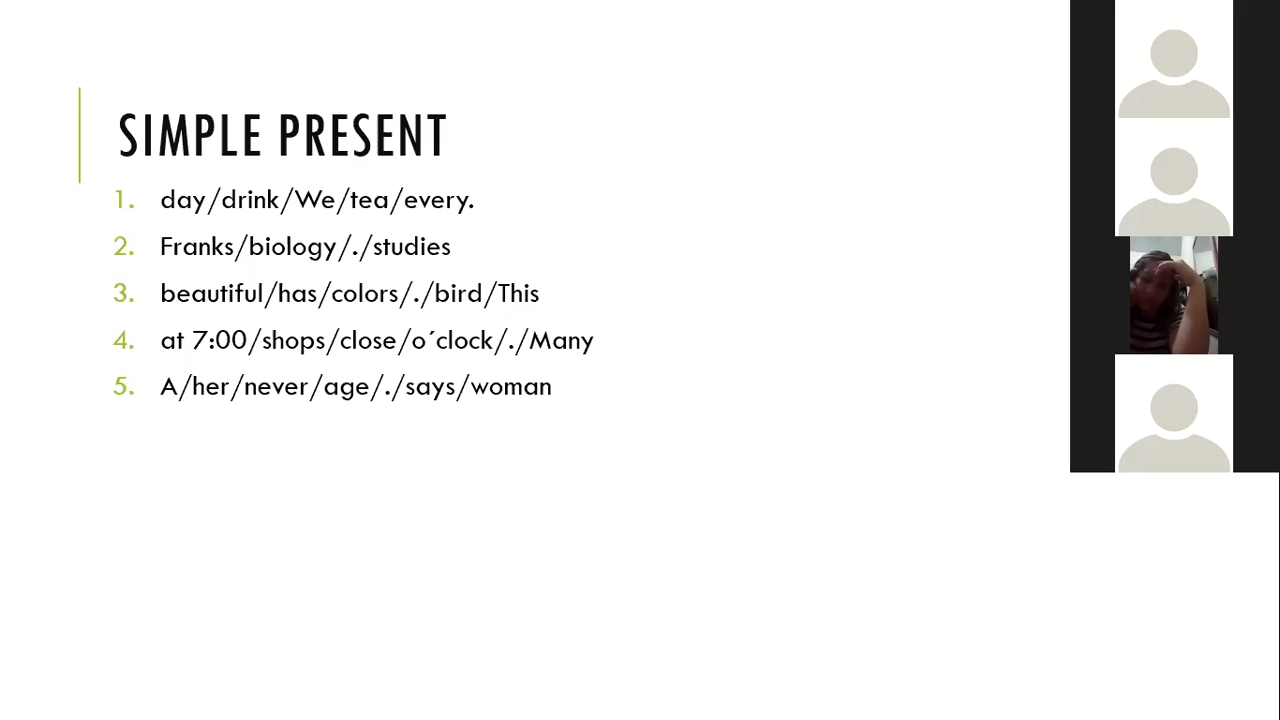 SIMPLE PRESENT
1. day/drink/We/tea/every.
2. Franks/biology/./studies
3. beautiful/has/colors/./bird/This
4. at 7:00/shops/close/o´clock/./Many
5. A/her/never/age/./says/woman